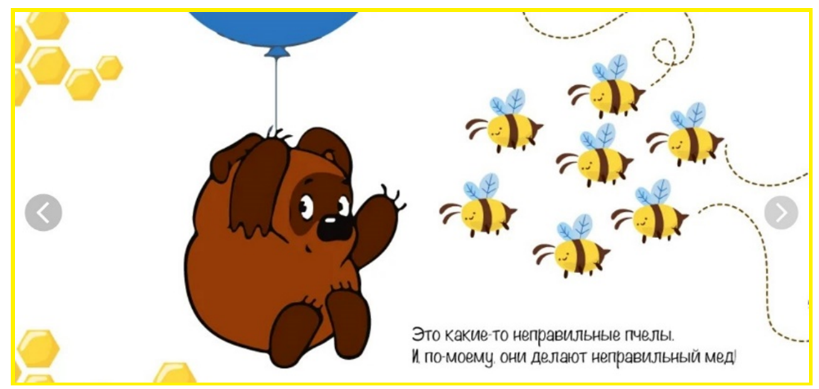 Это какие-то неправильные пчелы.
И по-моему, они делают неправильный мед!